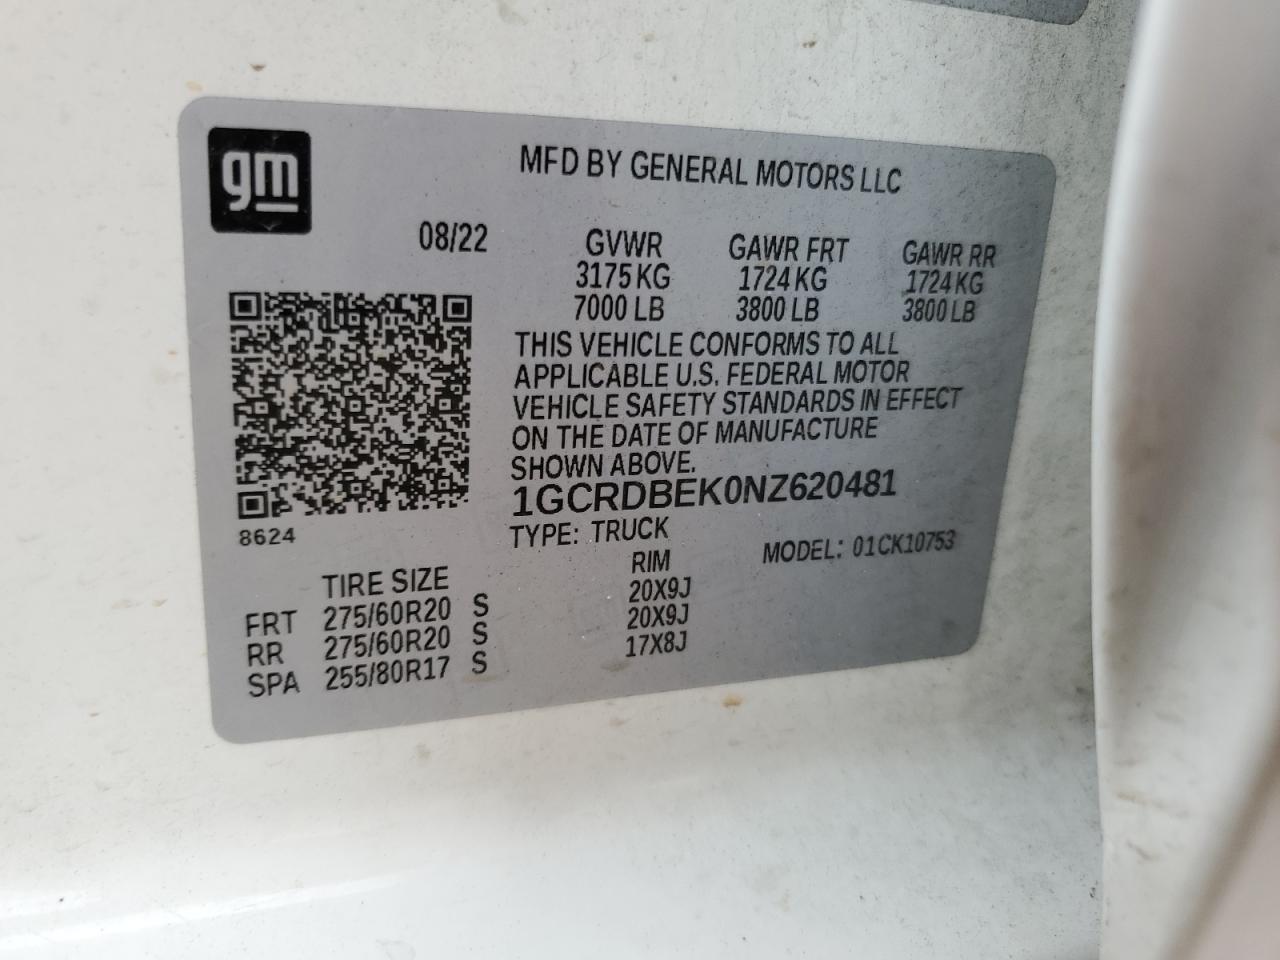 gm
MFD BY GENERAL MOTORS LLC
08/22
GVWR GAWR FRT GAWR RR
3175 KG 1724 KG 1724 KG
7000 LB 3800 LB 3800 LB
THIS VEHICLE CONFORMS TO ALL
APPLICABLE U.S. FEDERAL MOTOR
VEHICLE SAFETY STANDARDS IN EFFECT
ON THE DATE OF MANUFACTURE
SHOWN ABOVE.
1GCRDBEK0NZ620481
8624
TYPE: TRUCK MODEL: 01CK10753
TIRE SIZE RIM
FRT 275/60R20 S 20X9J
RR 275/60R20 S 20X9J
SPA 255/80R17 S 17X8J